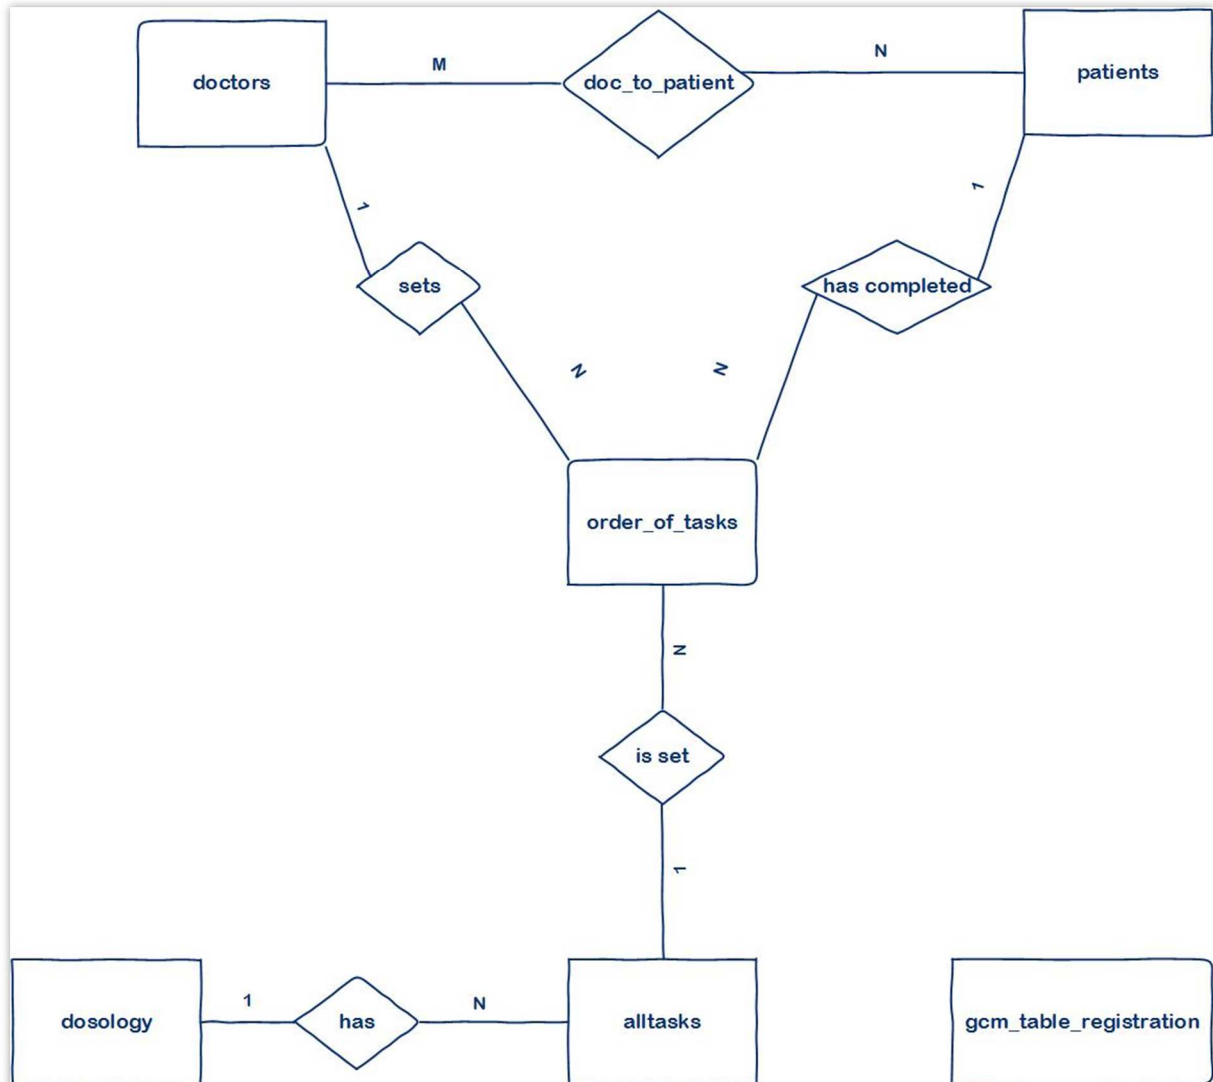 doctors
M
doc_to_patient
N
patients
1
1
sets
has completed
N
N
order_of_tasks
N
is set
1
dosology
1
has
N
alltasks
gcm_table_registration